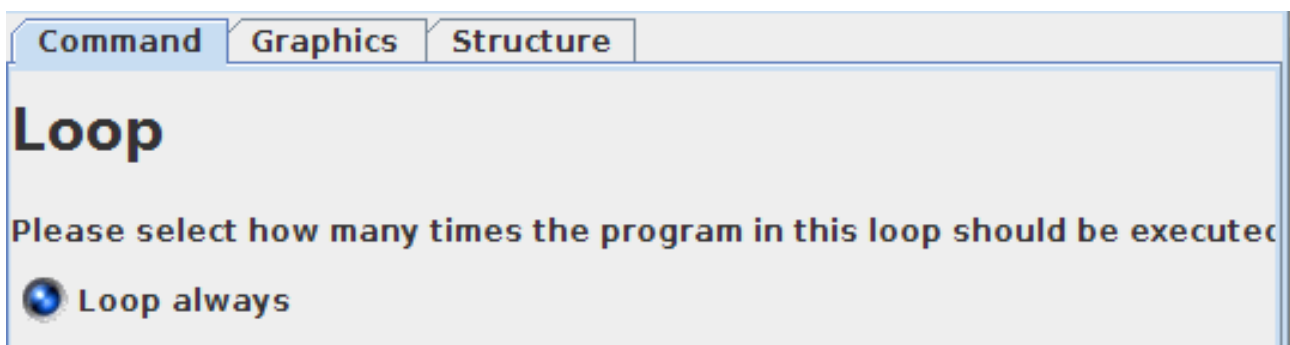 Command Graphics Structure
Loop
Please select how many times the program in this loop should be executed
Loop always